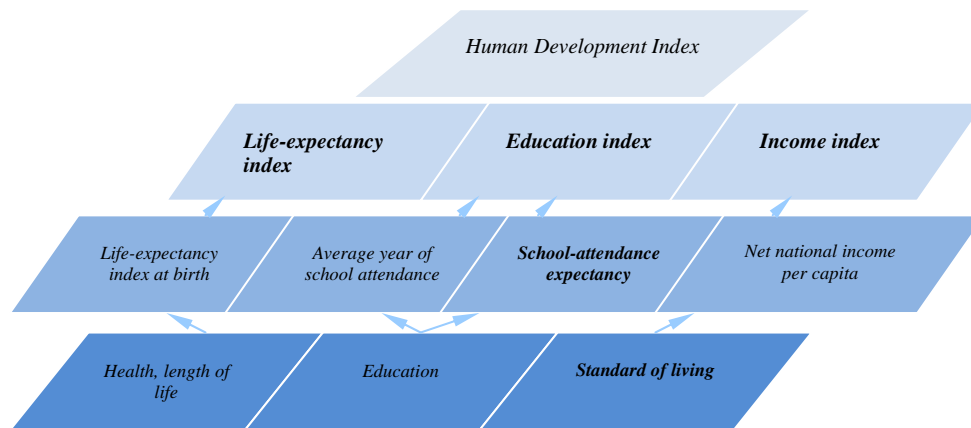 Human Development Index
Life-expectancy
index
Education index
Income index
Life-expectancy
index at birth
Average year of
school attendance
School-attendance
expectancy
Net national income
per capita
Health, length of
life
Education
Standard of living